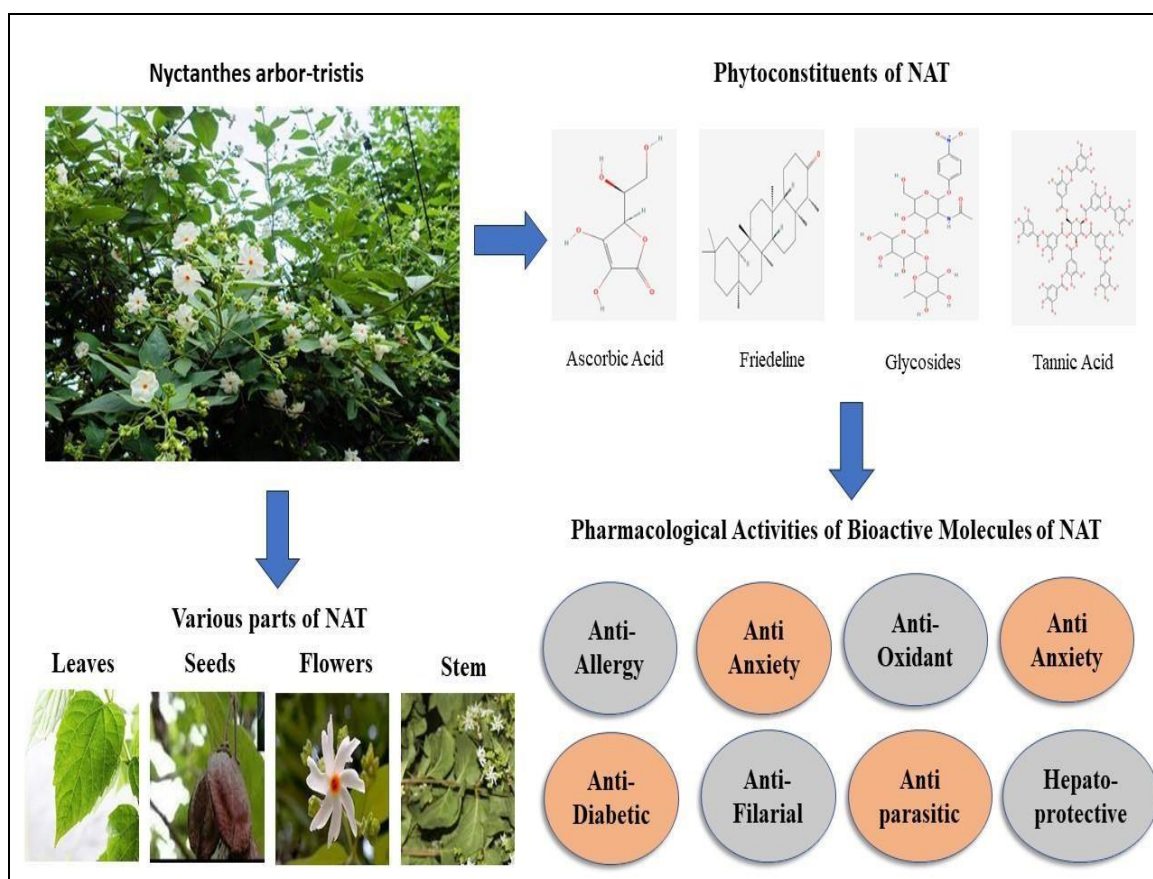 Nyctanthes arbor-tristis
Phytoconstituents of NAT
Ascorbic Acid
Friedeline
Glycosides
Tannic Acid
Various parts of NAT
Leaves
Seeds
Flowers
Stem
Pharmacological Activities of Bioactive Molecules of NAT
Anti-
Allergy
Anti
Anxiety
Anti-
Oxidant
Anti
Anxiety
Anti-
Diabetic
Anti-
Filarial
Anti
parasitic
Hepato-
protective